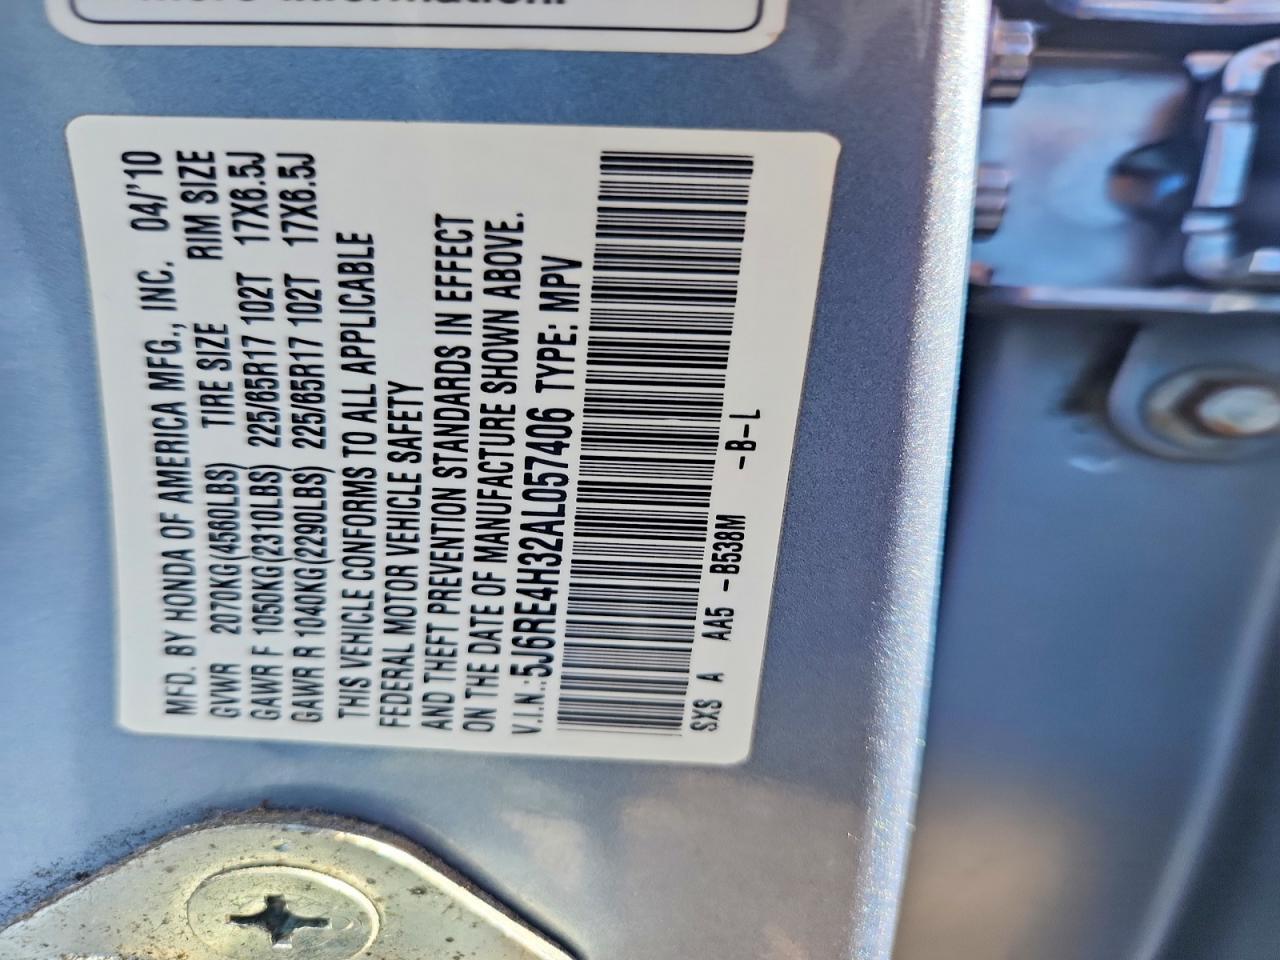 more information.
MFD. BY HONDA OF AMERICA MFG., INC. 04/'10
GVWR 2070KG(4560LBS) TIRE SIZE RIM SIZE
GAWR F 1050KG(2310LBS) 225/65R17 102T 17X6.5J
GAWR R 1040KG(2290LBS) 225/65R17 102T 17X6.5J
THIS VEHICLE CONFORMS TO ALL APPLICABLE
FEDERAL MOTOR VEHICLE SAFETY
AND THEFT PREVENTION STANDARDS IN EFFECT
ON THE DATE OF MANUFACTURE SHOWN ABOVE.
V.I.N.:5J6RE4H32AL057406 TYPE: MPV
SXS A AA5 -B538M -B-L